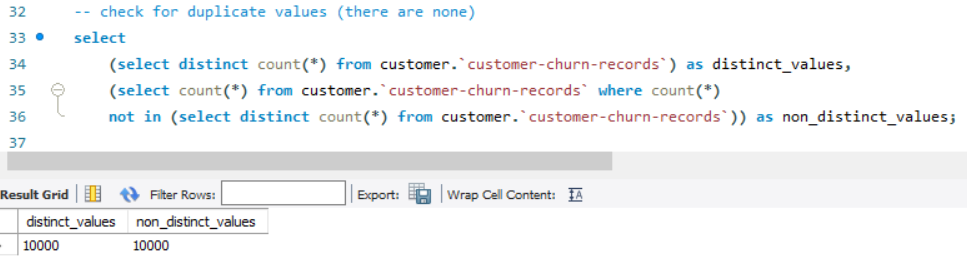 32 -- check for duplicate values (there are none)
33 select
34 (select distinct count(*) from customer.`customer-churn-records`) as distinct_values,
35 (select count(*) from customer.`customer-churn-records` where count(*)
36 not in (select distinct count(*) from customer.`customer-churn-records`)) as non_distinct_values;
37
Result Grid Filter Rows: Export: Wrap Cell Content: IA
distinct_values non_distinct_values
10000 10000